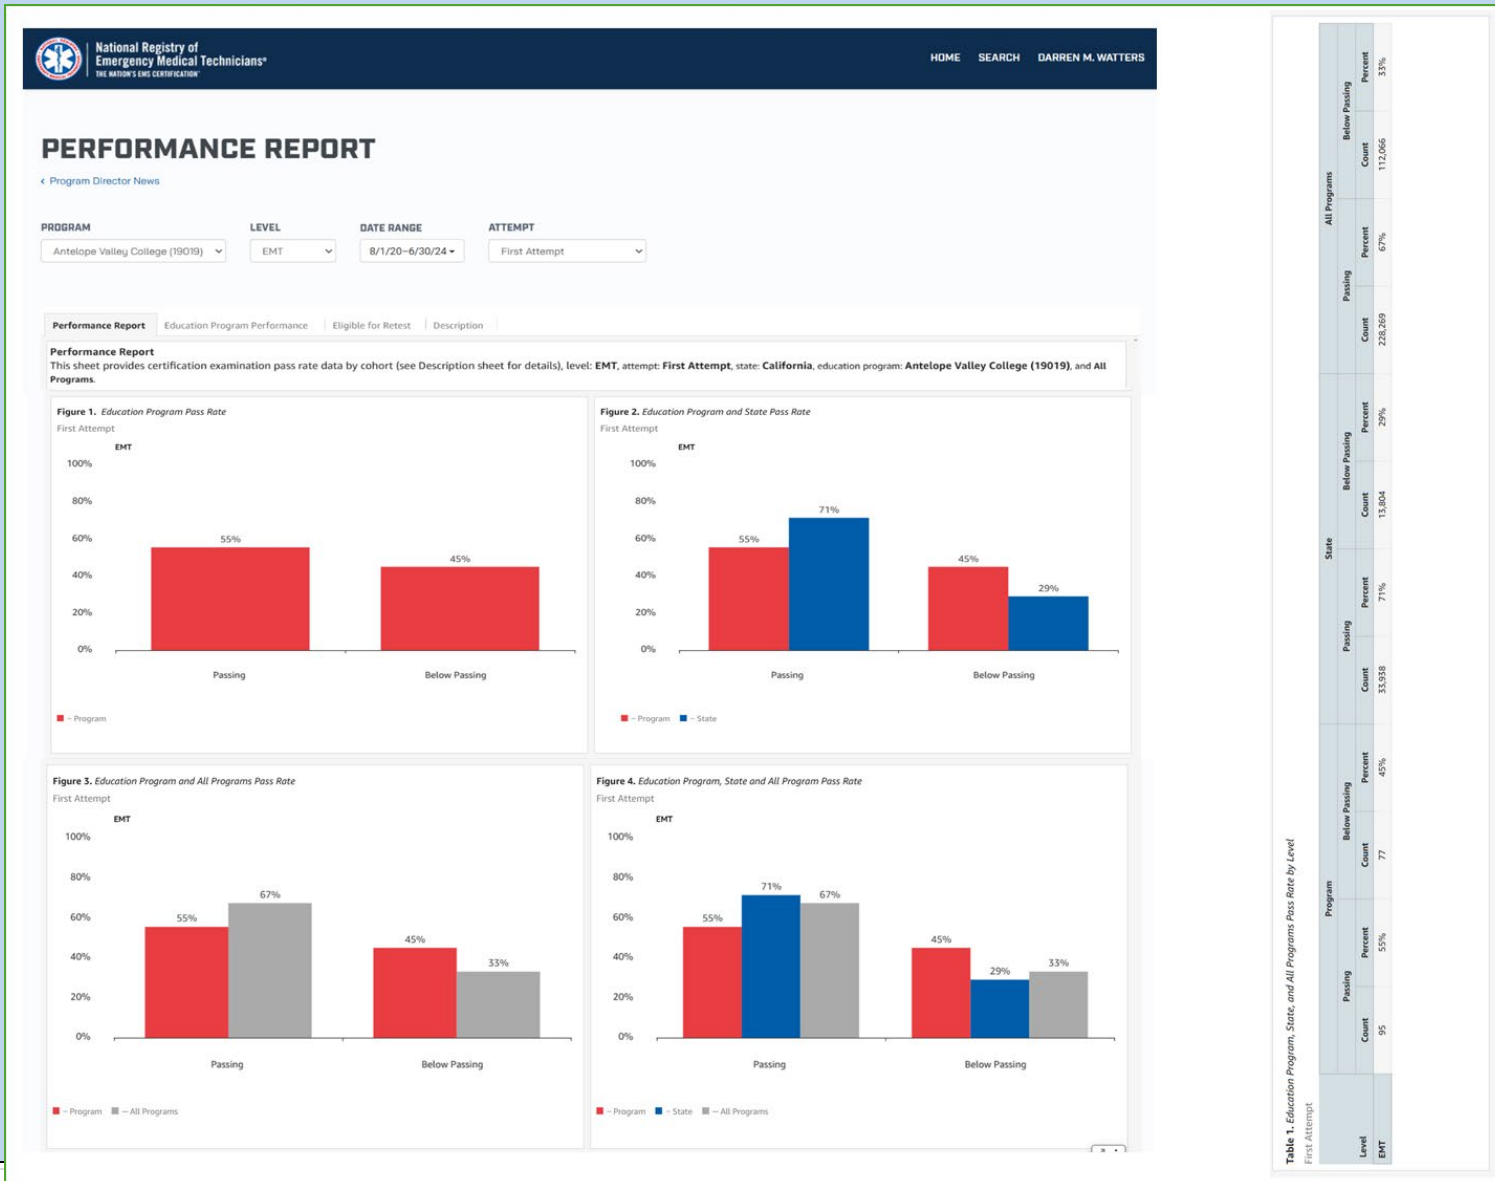 National Registry of
Emergency Medical Technicians®
THE NATION'S EMS CERTIFICATION™
HOME SEARCH DARREN M. WATTERS
PERFORMANCE REPORT
< Program Director News
PROGRAM LEVEL DATE RANGE ATTEMPT
Antelope Valley College (19019) EMT 8/1/20–6/30/24 First Attempt
Performance Report Education Program Performance Eligible for Retest Description
Performance Report
This sheet provides certification examination pass rate data by cohort (see Description sheet for details), level: EMT, attempt: First Attempt, state: California, education program: Antelope Valley College (19019), and All
Programs.
Figure 1. Education Program Pass Rate
First Attempt
EMT
100%
80%
60%
40%
20%
0%
55%
45%
Passing Below Passing
– Program
Figure 2. Education Program and State Pass Rate
First Attempt
EMT
100%
80%
60%
40%
20%
0%
55%
71%
45%
29%
Passing Below Passing
– Program – State
Figure 3. Education Program and All Programs Pass Rate
First Attempt
EMT
100%
80%
60%
40%
20%
0%
55%
67%
45%
33%
Passing Below Passing
– Program – All Programs
Figure 4. Education Program, State and All Program Pass Rate
First Attempt
EMT
100%
80%
60%
40%
20%
0%
55%
71%
67%
45%
29%
33%
Passing Below Passing
– Program – State – All Programs
Table 1. Education Program, State, and All Programs Pass Rate by Level
First Attempt
Program State All Programs
Passing Below Passing Passing Below Passing Passing Below Passing
Level Count Percent Count Percent Count Percent Count Percent Count Percent Count Percent
EMT 95 55% 77 45% 33,938 71% 13,804 29% 228,269 67% 112,066 33%